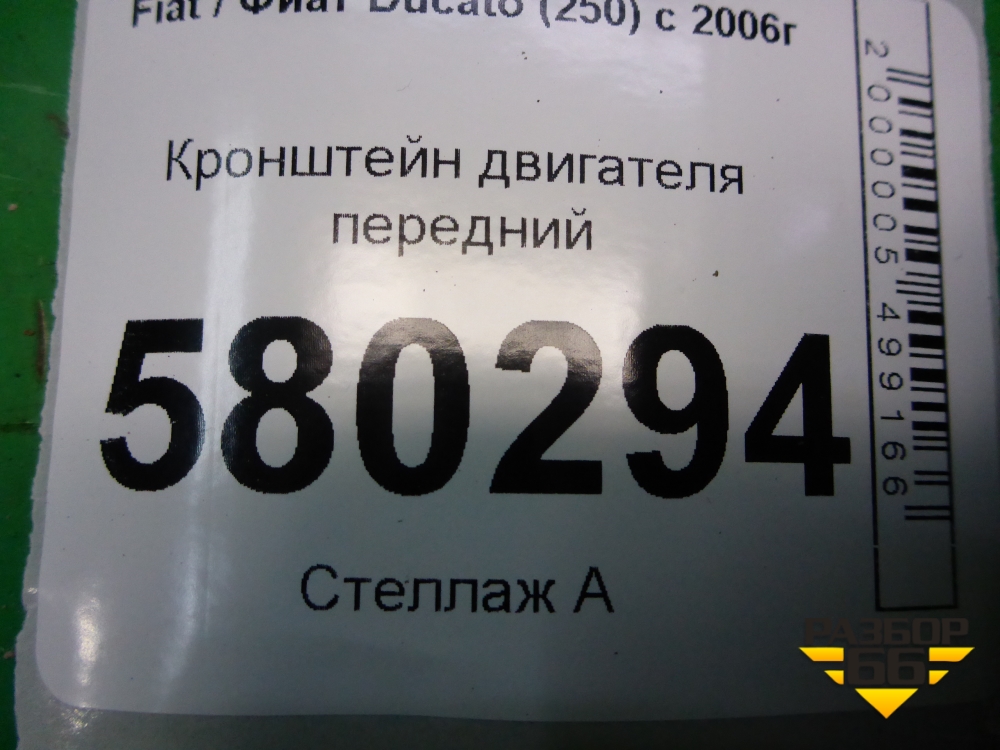 Fiat / Фиат Ducato (250) с 2006г
Кронштейн двигателя
передний
580294
Стеллаж А
2000005499166
РАЗБОР
66